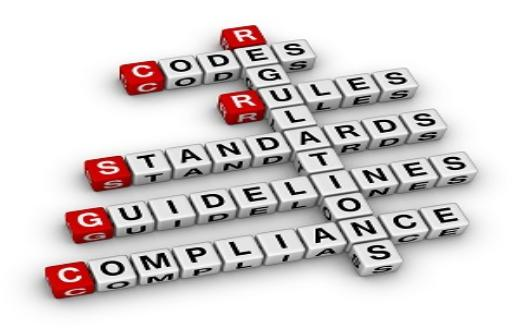 REGULATIONS
CODES
RULES
STANDARDS
GUIDELINES
COMPLIANCE